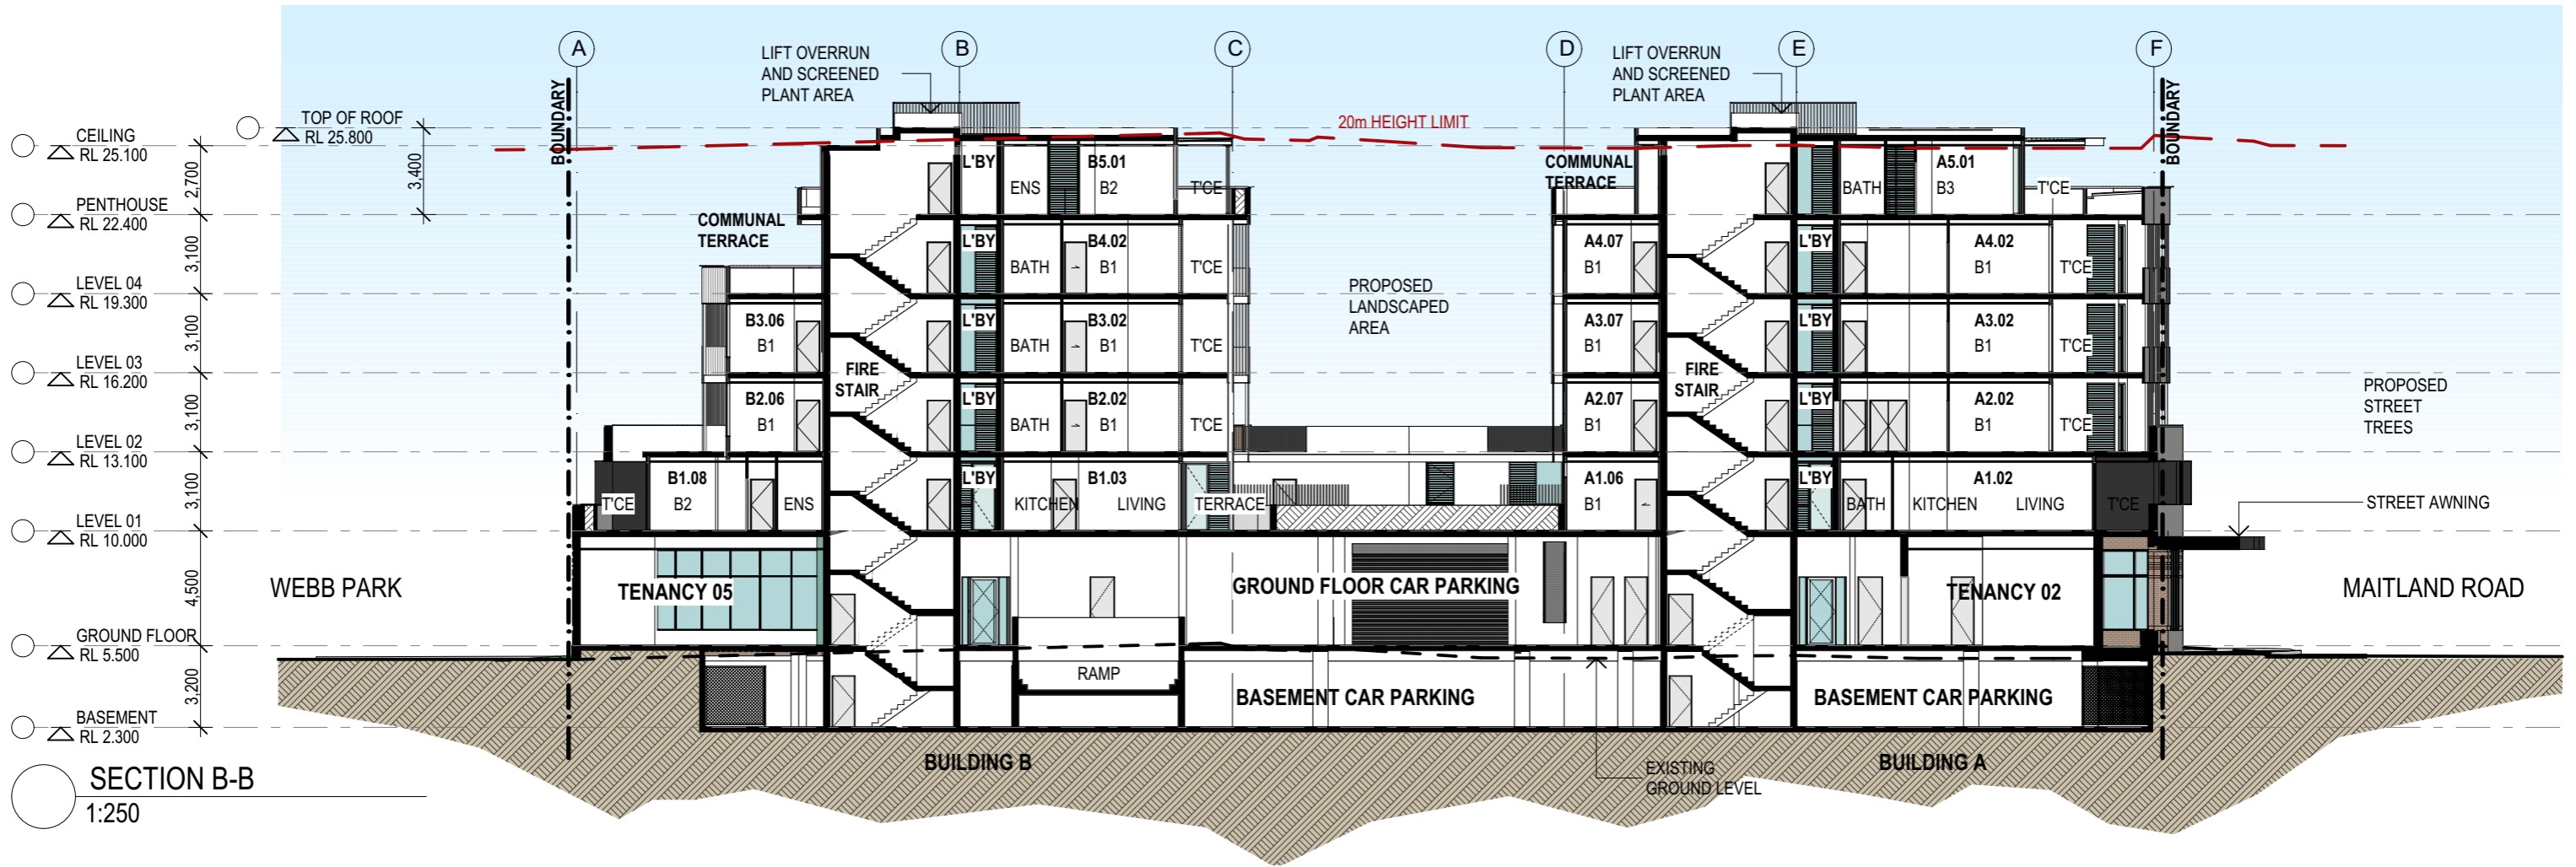 A
B
C
D
E
F
LIFT OVERRUN
AND SCREENED
PLANT AREA
LIFT OVERRUN
AND SCREENED
PLANT AREA
BOUNDARY
BOUNDARY
20m HEIGHT LIMIT
TOP OF ROOF
RL 25.800
CEILING
RL 25.100
2,700
3,400
PENTHOUSE
RL 22.400
3,100
LEVEL 04
RL 19.300
3,100
LEVEL 03
RL 16.200
3,100
LEVEL 02
RL 13.100
3,100
LEVEL 01
RL 10.000
4,500
GROUND FLOOR
RL 5.500
3,200
BASEMENT
RL 2.300
L'BY
B5.01
ENS
B2
T'CE
COMMUNAL
TERRACE
BATH
A5.01
B3
T'CE
COMMUNAL
TERRACE
L'BY
B4.02
BATH
B1
T'CE
A4.07
B1
L'BY
A4.02
B1
T'CE
PROPOSED
LANDSCAPED
AREA
B3.06
B1
L'BY
B3.02
BATH
B1
T'CE
A3.07
B1
L'BY
A3.02
B1
T'CE
FIRE
STAIR
FIRE
STAIR
PROPOSED
STREET
TREES
B2.06
B1
L'BY
B2.02
BATH
B1
T'CE
A2.07
B1
L'BY
A2.02
B1
T'CE
T'CE
B1.08
B2
ENS
L'BY
B1.03
KITCHEN
LIVING
TERRACE
A1.06
B1
L'BY
BATH
KITCHEN
A1.02
LIVING
T'CE
STREET AWNING
WEBB PARK
TENANCY 05
GROUND FLOOR CAR PARKING
TENANCY 02
MAITLAND ROAD
RAMP
BASEMENT CAR PARKING
BASEMENT CAR PARKING
BUILDING B
EXISTING
GROUND LEVEL
BUILDING A
SECTION B-B
1:250